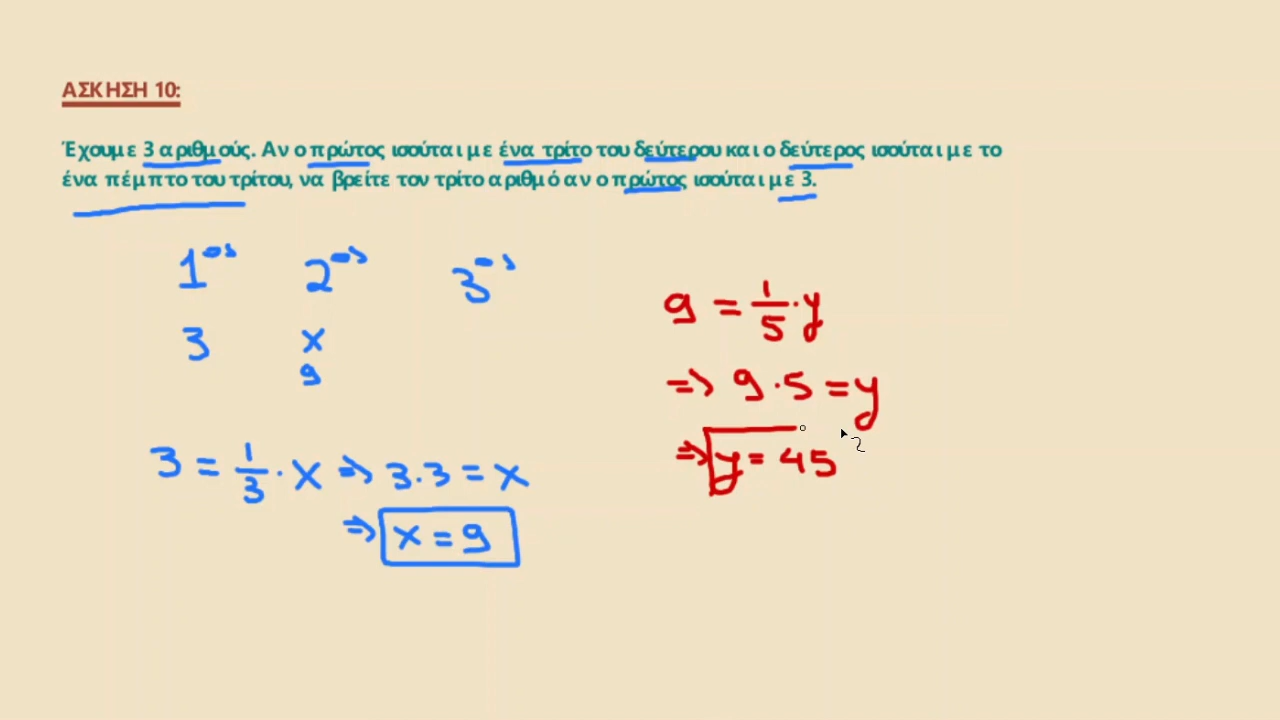 ΑΣΚΗΣΗ 10:
Έχουμε 3 αριθμούς. Αν ο πρώτος ισούται με ένα τρίτο του δεύτερου και ο δεύτερος ισούται με το
ένα πέμπτο του τρίτου, να βρείτε τον τρίτο αριθμό αν ο πρώτος ισούται με 3.
1ος 2ος 3ος
3 x
9
3 = 1/3 · x => 3·3 = x
=> x = 9
9 = 1/5 · y
=> 9·5 = y
=> y = 45